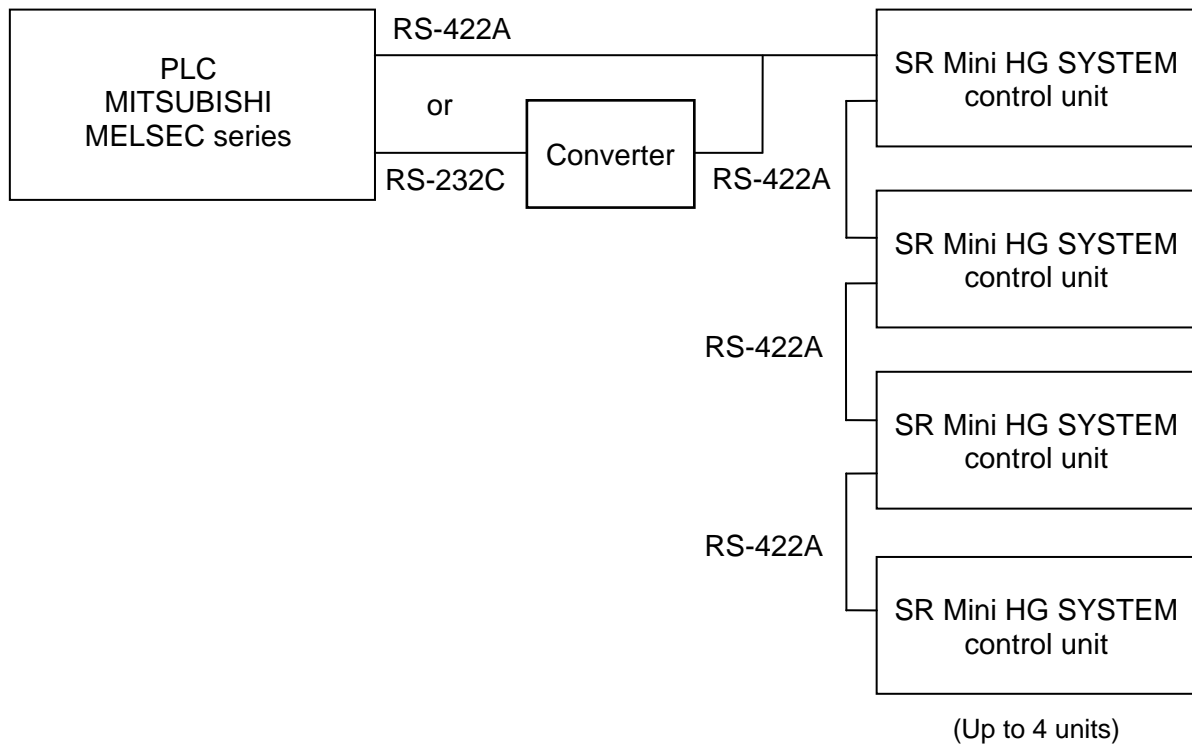 RS-422A
PLC
MITSUBISHI
MELSEC series
or
RS-232C
Converter
RS-422A
SR Mini HG SYSTEM
control unit
SR Mini HG SYSTEM
control unit
RS-422A
SR Mini HG SYSTEM
control unit
RS-422A
SR Mini HG SYSTEM
control unit
(Up to 4 units)